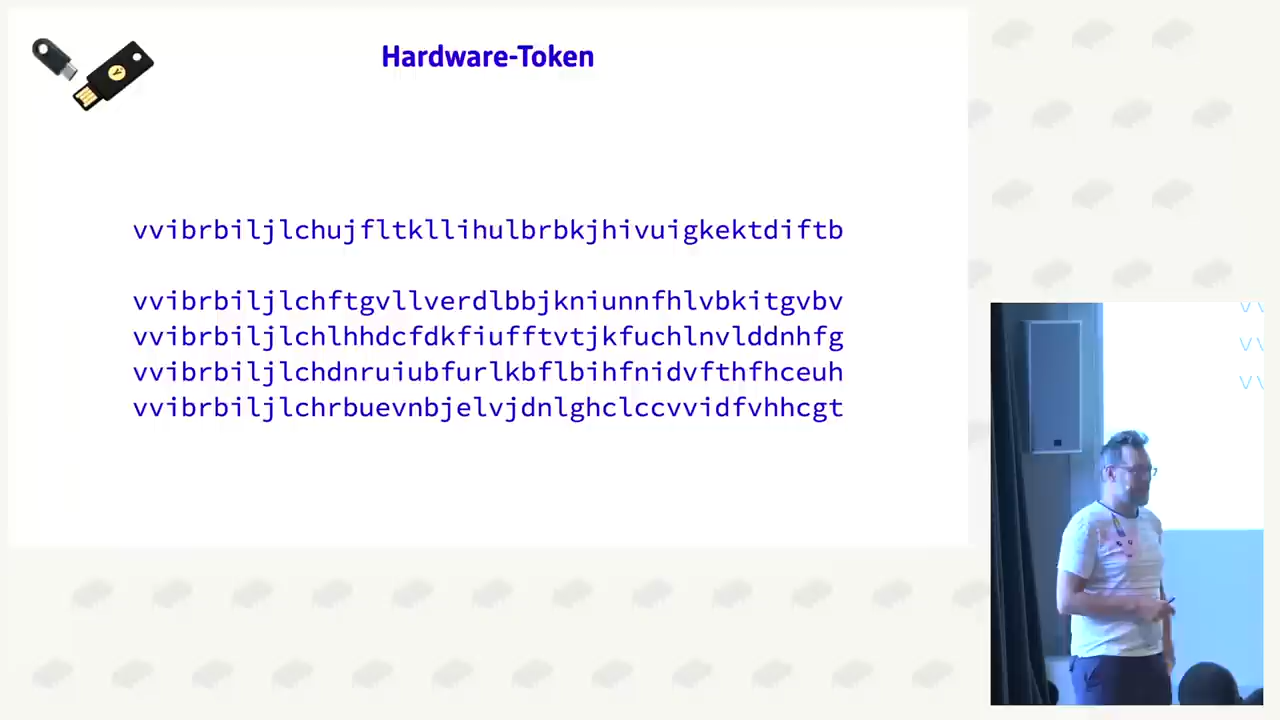 Hardware-Token
vvibrbiljlchujfltkllihulbrbkjhivuigkektdiftb
vvibrbiljlchftgvllverdlbbjkniunnfhlvbkitgvbv
vvibrbiljlchlhhdcfdkfiufftvtjkfuchlnvlddnhfg
vvibrbiljlchdnruiubfurlkbflbihfnidvfthfhceuh
vvibrbiljlchrbuevnbjelvjdnlghclccvvidfvhhcgt